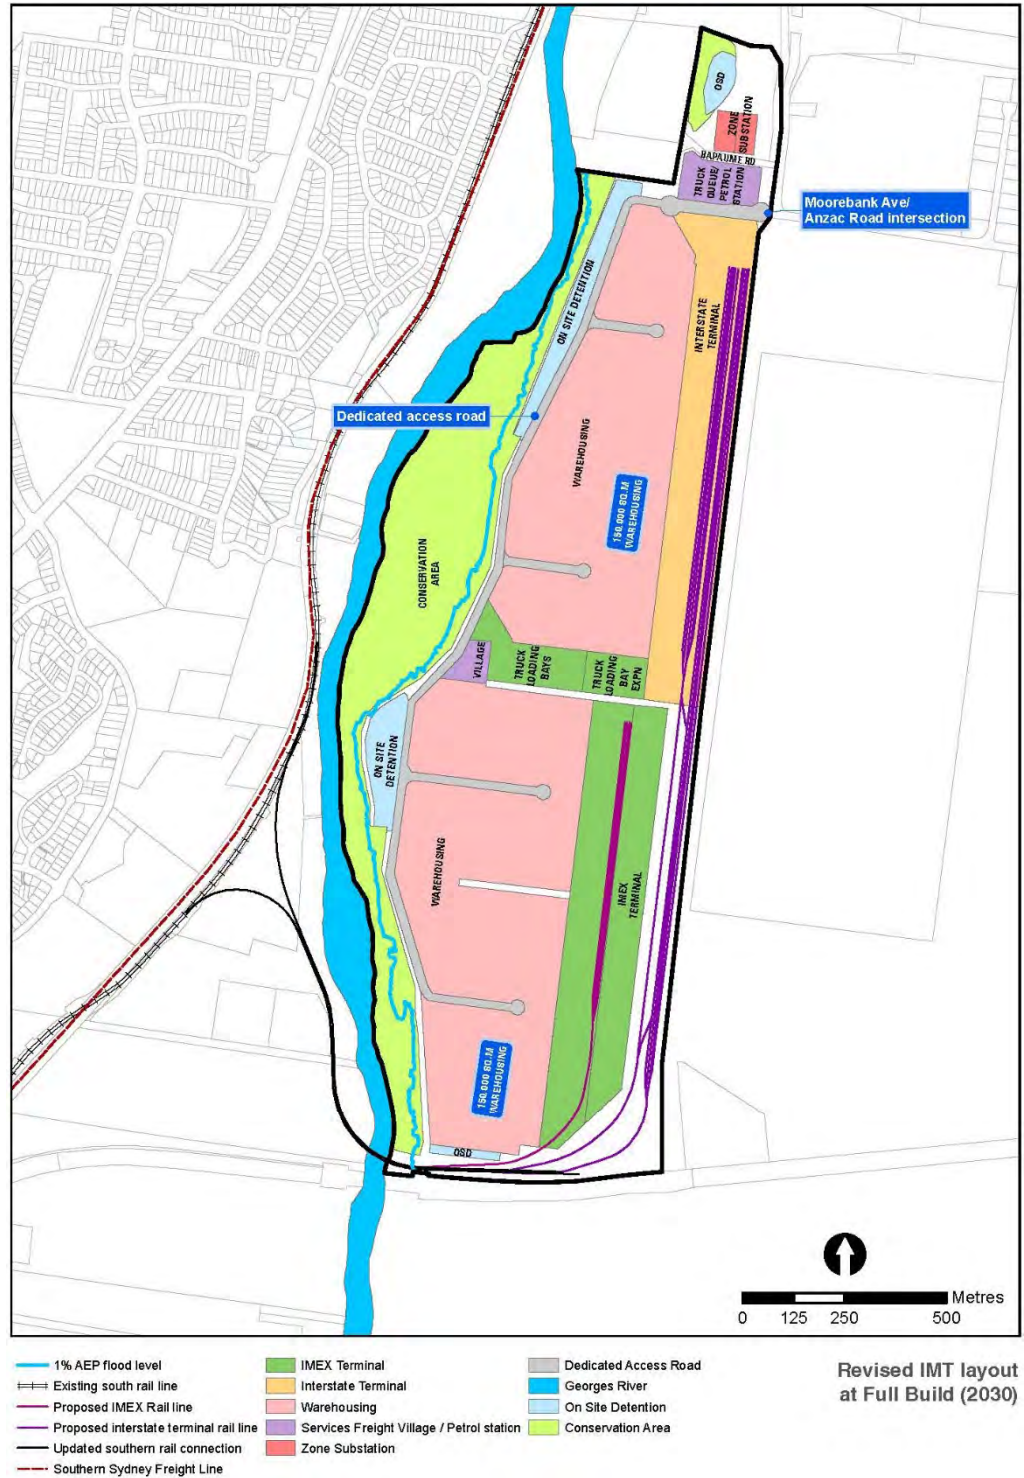 OSD
ZONE
SUBSTATION
BAPAUME RD
TRUCK
QUEUE/
PETROL
STATION
Moorebank Ave/
Anzac Road intersection
ON SITE DETENTION
INTERSTATE
TERMINAL
Dedicated access road
WAREHOUSING
150,000 SQ.M
WAREHOUSING
CONSERVATION
AREA
VILLAGE
TRUCK
LOADING
BAYS
TRUCK
LOADING
BAY
EXPN
ON SITE
DETENTION
WAREHOUSING
IMEX
TERMINAL
150,000 SQ.M
WAREHOUSING
OSD
Metres
0 125 250 500
1% AEP flood level
Existing south rail line
Proposed IMEX Rail line
Proposed interstate terminal rail line
Updated southern rail connection
Southern Sydney Freight Line
IMEX Terminal
Interstate Terminal
Warehousing
Services Freight Village / Petrol station
Zone Substation
Dedicated Access Road
Georges River
On Site Detention
Conservation Area
Revised IMT layout
at Full Build (2030)